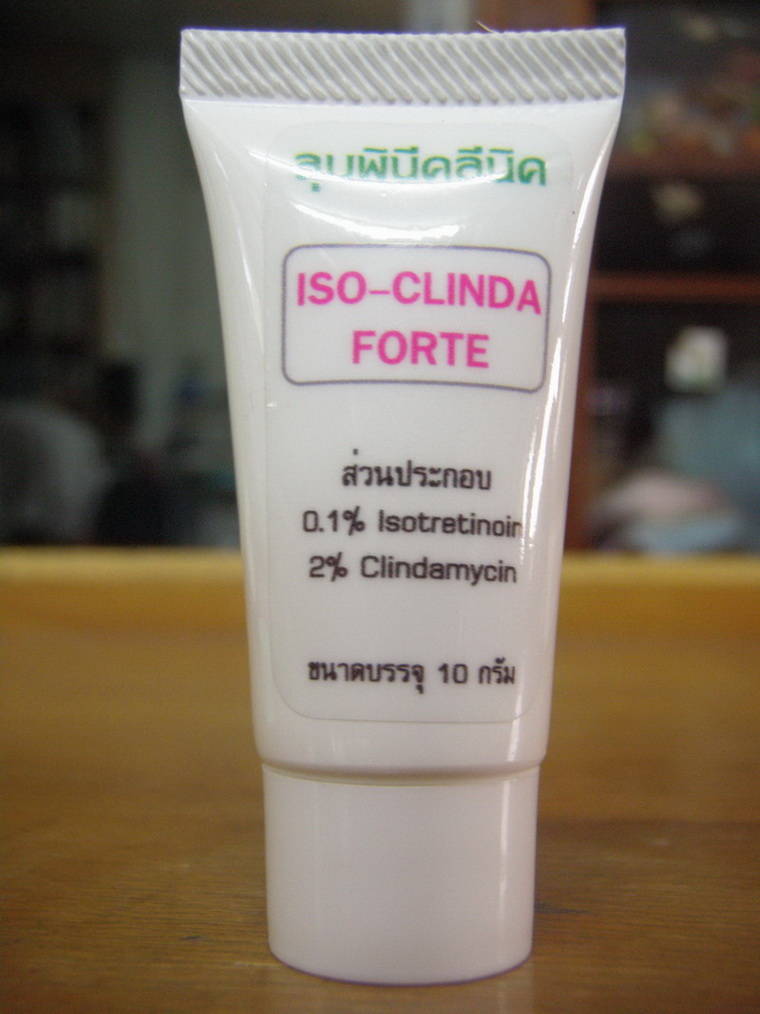 ลุมพินีคลีนิค
ISO-CLINDA
FORTE
ส่วนประกอบ
0.1% Isotretinoin
2% Clindamycin
ขนาดบรรจุ 10 กรัม